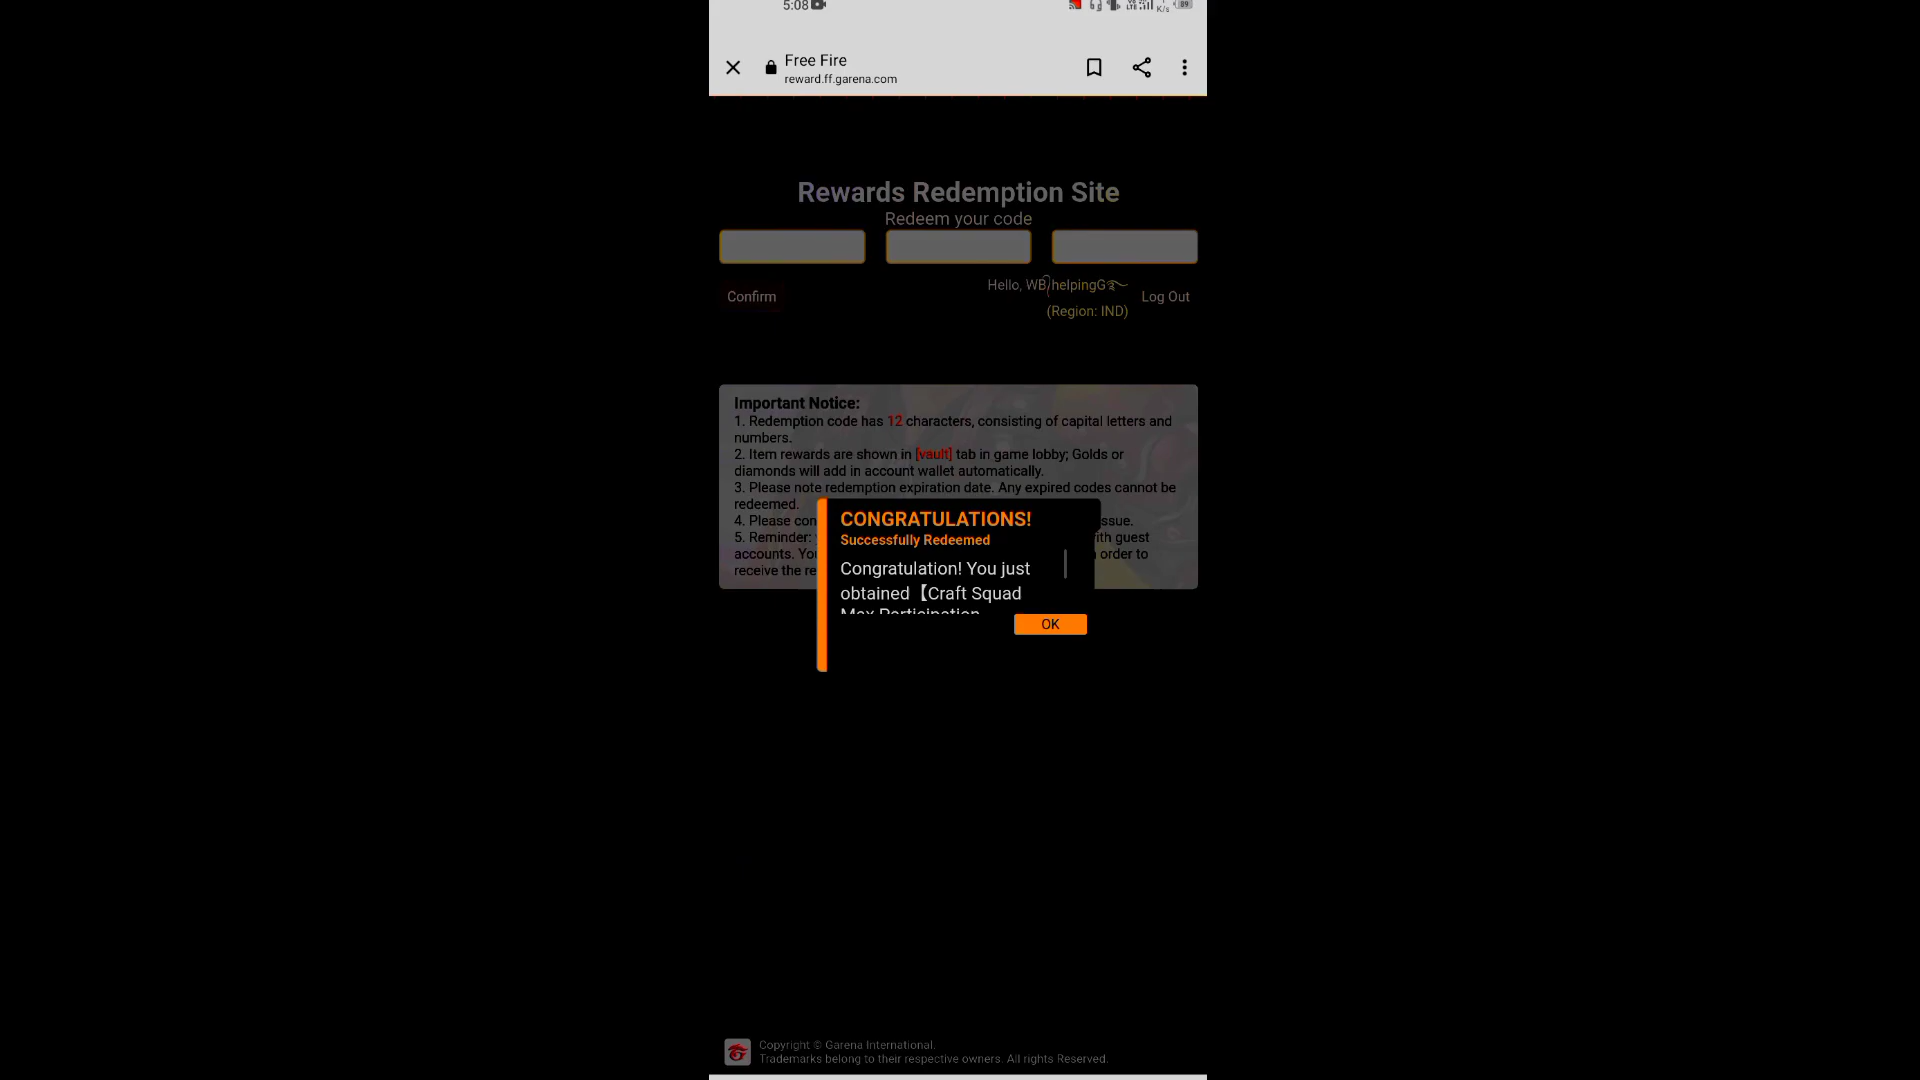 5:08
K/s
89
Free Fire
reward.ff.garena.com
Rewards Redemption Site
Redeem your code
Hello, WB
helpingG
Confirm
Log Out
(Region: IND)
Important Notice:
1. Redemption code has 12 characters, consisting of capital letters and
numbers.
2. Item rewards are shown in [vault] tab in game lobby; Golds or
diamonds will add in account wallet automatically.
3. Please note redemption expiration date. Any expired codes cannot be
redeemed.
4. Please con
ssue.
5. Reminder:
ith guest
accounts. You
order to
receive the re
CONGRATULATIONS!
Successfully Redeemed
Congratulation! You just
obtained【Craft Squad
Max Participation
OK
Copyright © Garena International.
Trademarks belong to their respective owners. All rights Reserved.